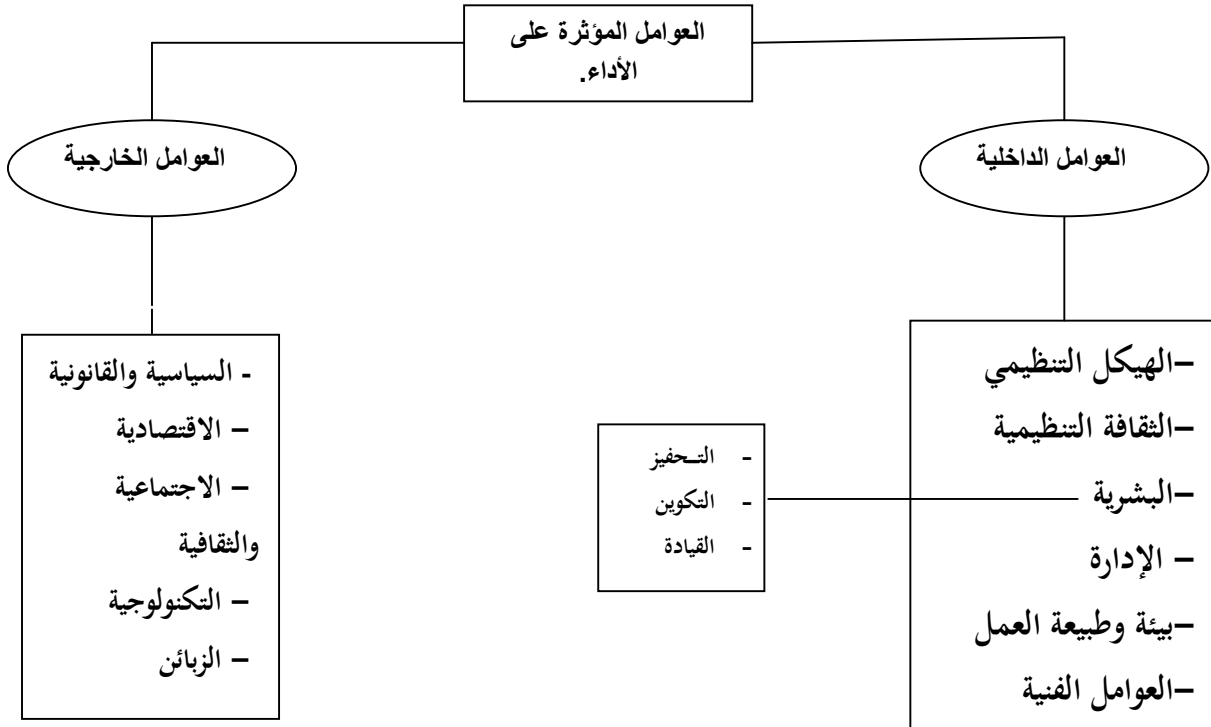 العوامل المؤثرة على
الأداء.
العوامل الداخلية
العوامل الخارجية
–الهيكل التنظيمي
–الثقافة التنظيمية
–البشرية
– الإدارة
–بيئة وطبيعة العمل
–العوامل الفنية
- التـحفيز
- التكوين
- القيادة
- السياسية والقانونية
– الاقتصادية
– الاجتماعية
والثقافية
– التكنولوجية
– الزبائن